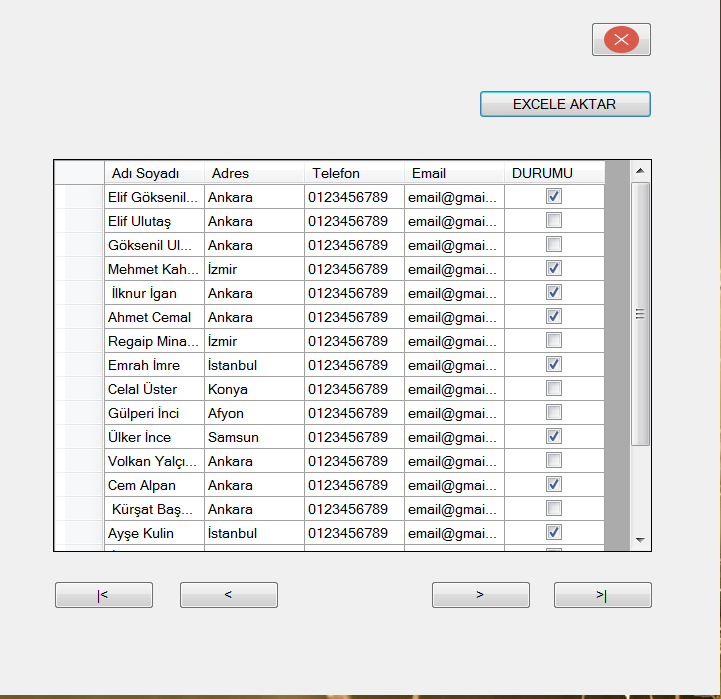 EXCELE AKTAR
Adı Soyadı Adres Telefon Email DURUMU
Elif Göksenil... Ankara 0123456789 email@gmai...
Elif Ulutaş Ankara 0123456789 email@gmai...
Göksenil Ul... Ankara 0123456789 email@gmai...
Mehmet Kah... İzmir 0123456789 email@gmai...
İlknur İgan Ankara 0123456789 email@gmai...
Ahmet Cemal Ankara 0123456789 email@gmai...
Regaip Mina... İzmir 0123456789 email@gmai...
Emrah İmre İstanbul 0123456789 email@gmai...
Celal Üster Konya 0123456789 email@gmai...
Gülperi İnci Afyon 0123456789 email@gmai...
Ülker İnce Samsun 0123456789 email@gmai...
Volkan Yalçı... Ankara 0123456789 email@gmai...
Cem Alpan Ankara 0123456789 email@gmai...
Kürşat Baş... Ankara 0123456789 email@gmai...
Ayşe Kulin İstanbul 0123456789 email@gmai...
|< < > >|